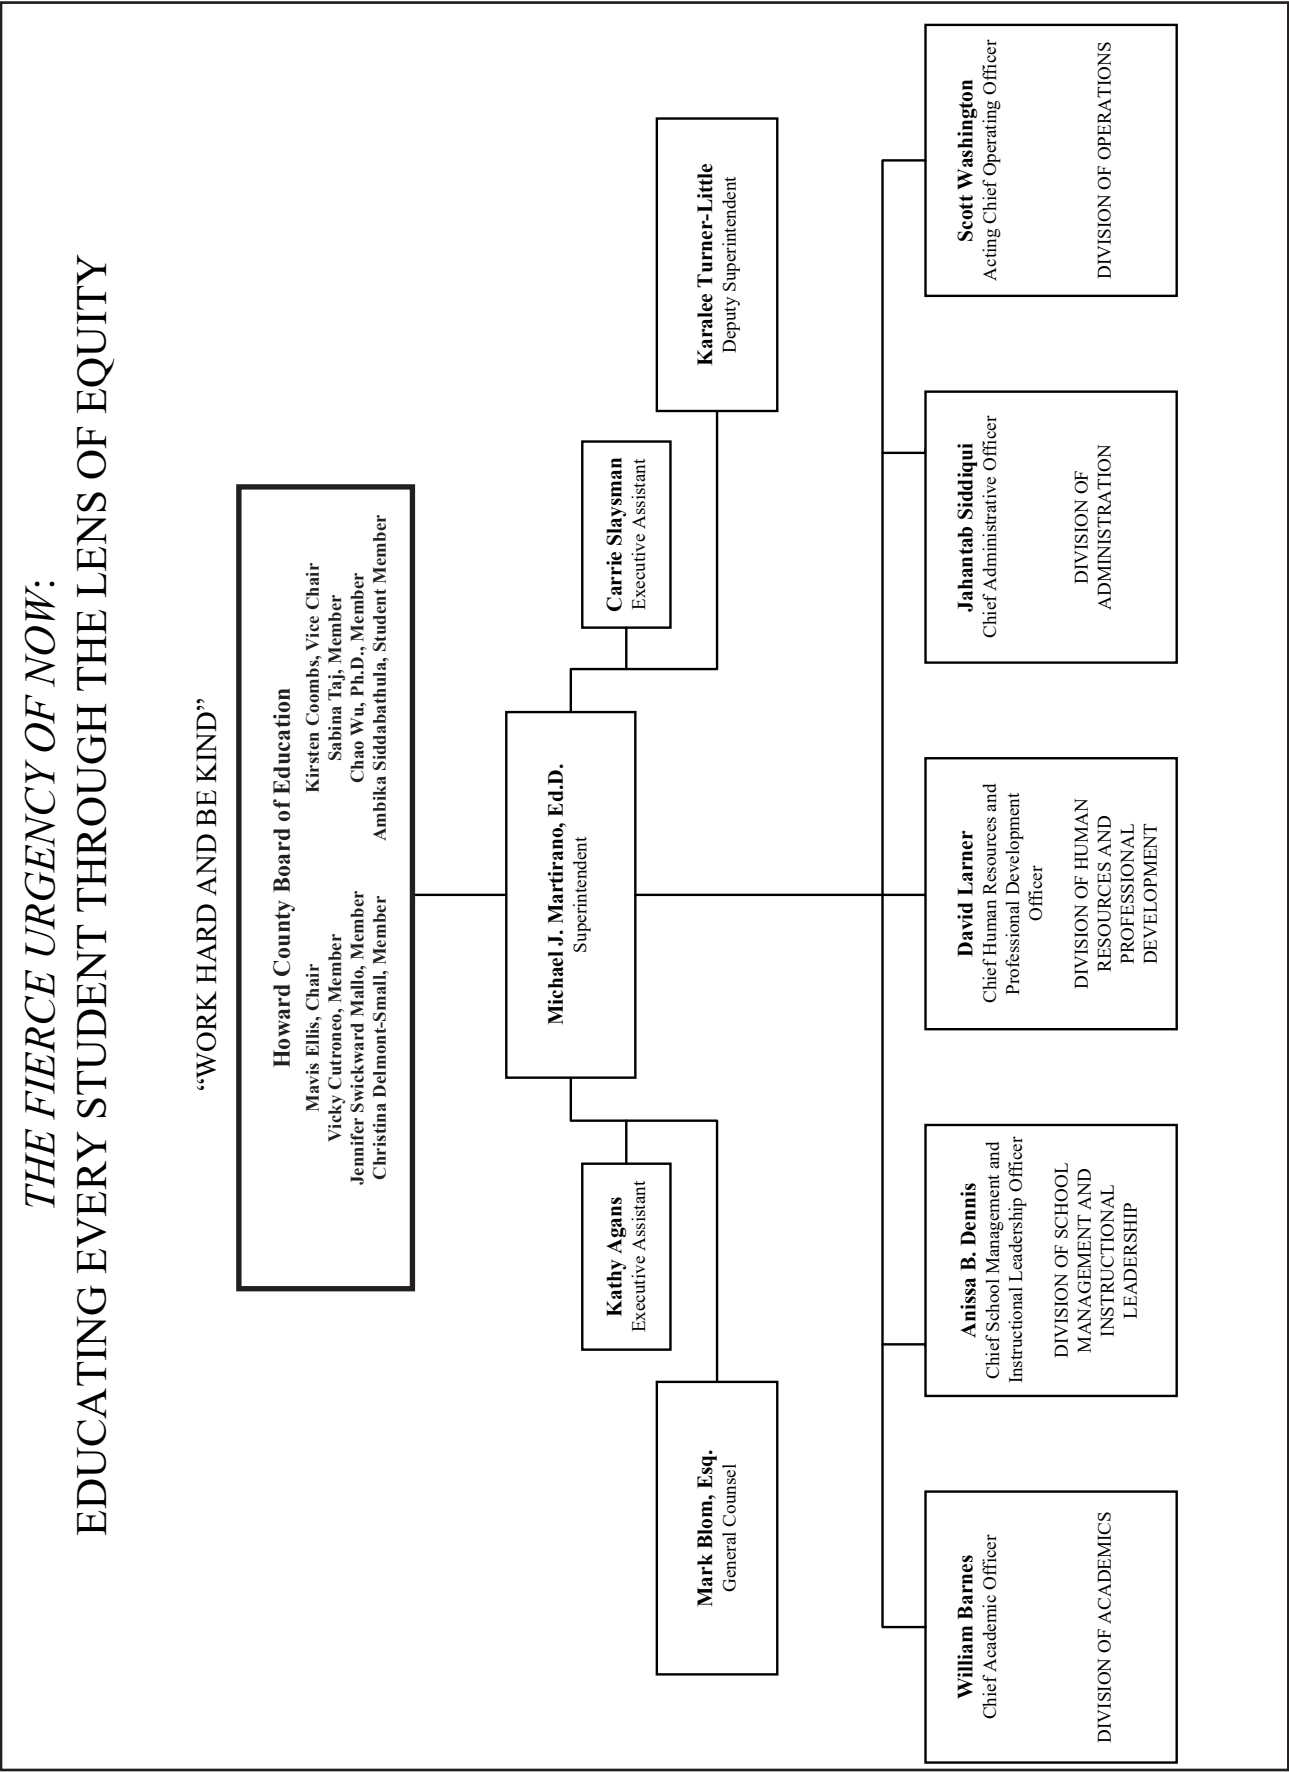 THE FIERCE URGENCY OF NOW:
EDUCATING EVERY STUDENT THROUGH THE LENS OF EQUITY
“WORK HARD AND BE KIND”
Howard County Board of Education
Mavis Ellis, Chair
Vicky Cutroneo, Member
Jennifer Swickward Mallo, Member
Christina Delmont-Small, Member
Kirsten Coombs, Vice Chair
Sabina Taj, Member
Chao Wu, Ph.D., Member
Ambika Siddabathula, Student Member
Michael J. Martirano, Ed.D.
Superintendent
Kathy Agans
Executive Assistant
Carrie Slaysman
Executive Assistant
Mark Blom, Esq.
General Counsel
Karalee Turner-Little
Deputy Superintendent
William Barnes
Chief Academic Officer
DIVISION OF ACADEMICS
Anissa B. Dennis
Chief School Management and
Instructional Leadership Officer
DIVISION OF SCHOOL
MANAGEMENT AND
INSTRUCTIONAL
LEADERSHIP
David Larner
Chief Human Resources and
Professional Development
Officer
DIVISION OF HUMAN
RESOURCES AND
PROFESSIONAL
DEVELOPMENT
Jahantab Siddiqui
Chief Administrative Officer
DIVISION OF
ADMINISTRATION
Scott Washington
Acting Chief Operating Officer
DIVISION OF OPERATIONS